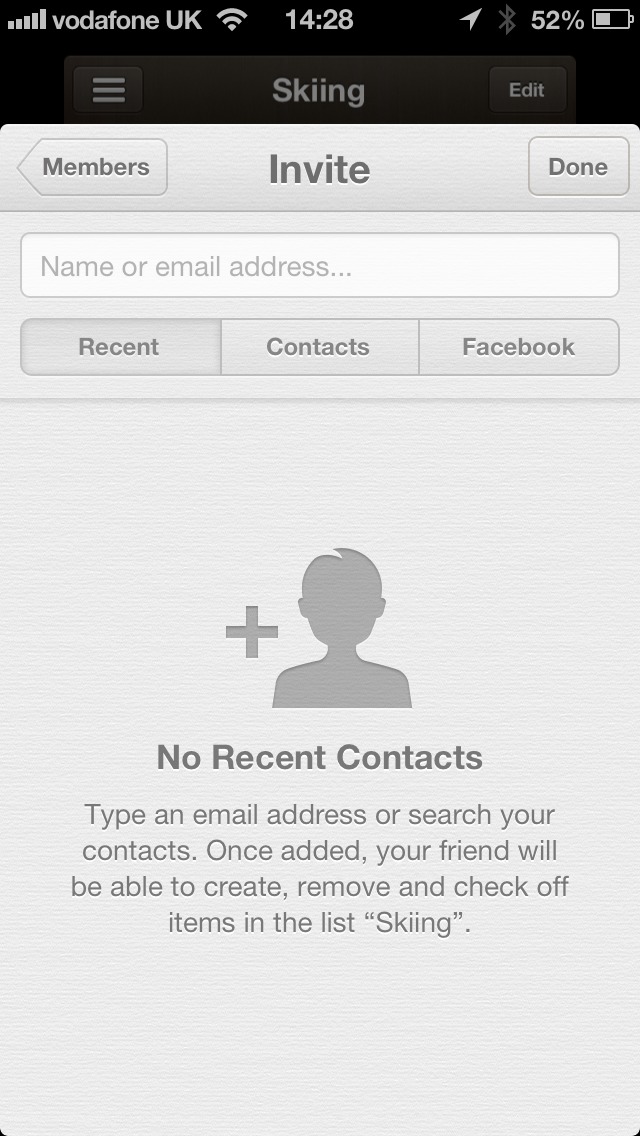 vodafone UK 14:28 52%
Skiing Edit
Members Invite Done
Name or email address...
Recent Contacts Facebook
No Recent Contacts
Type an email address or search your
contacts. Once added, your friend will
be able to create, remove and check off
items in the list “Skiing”.